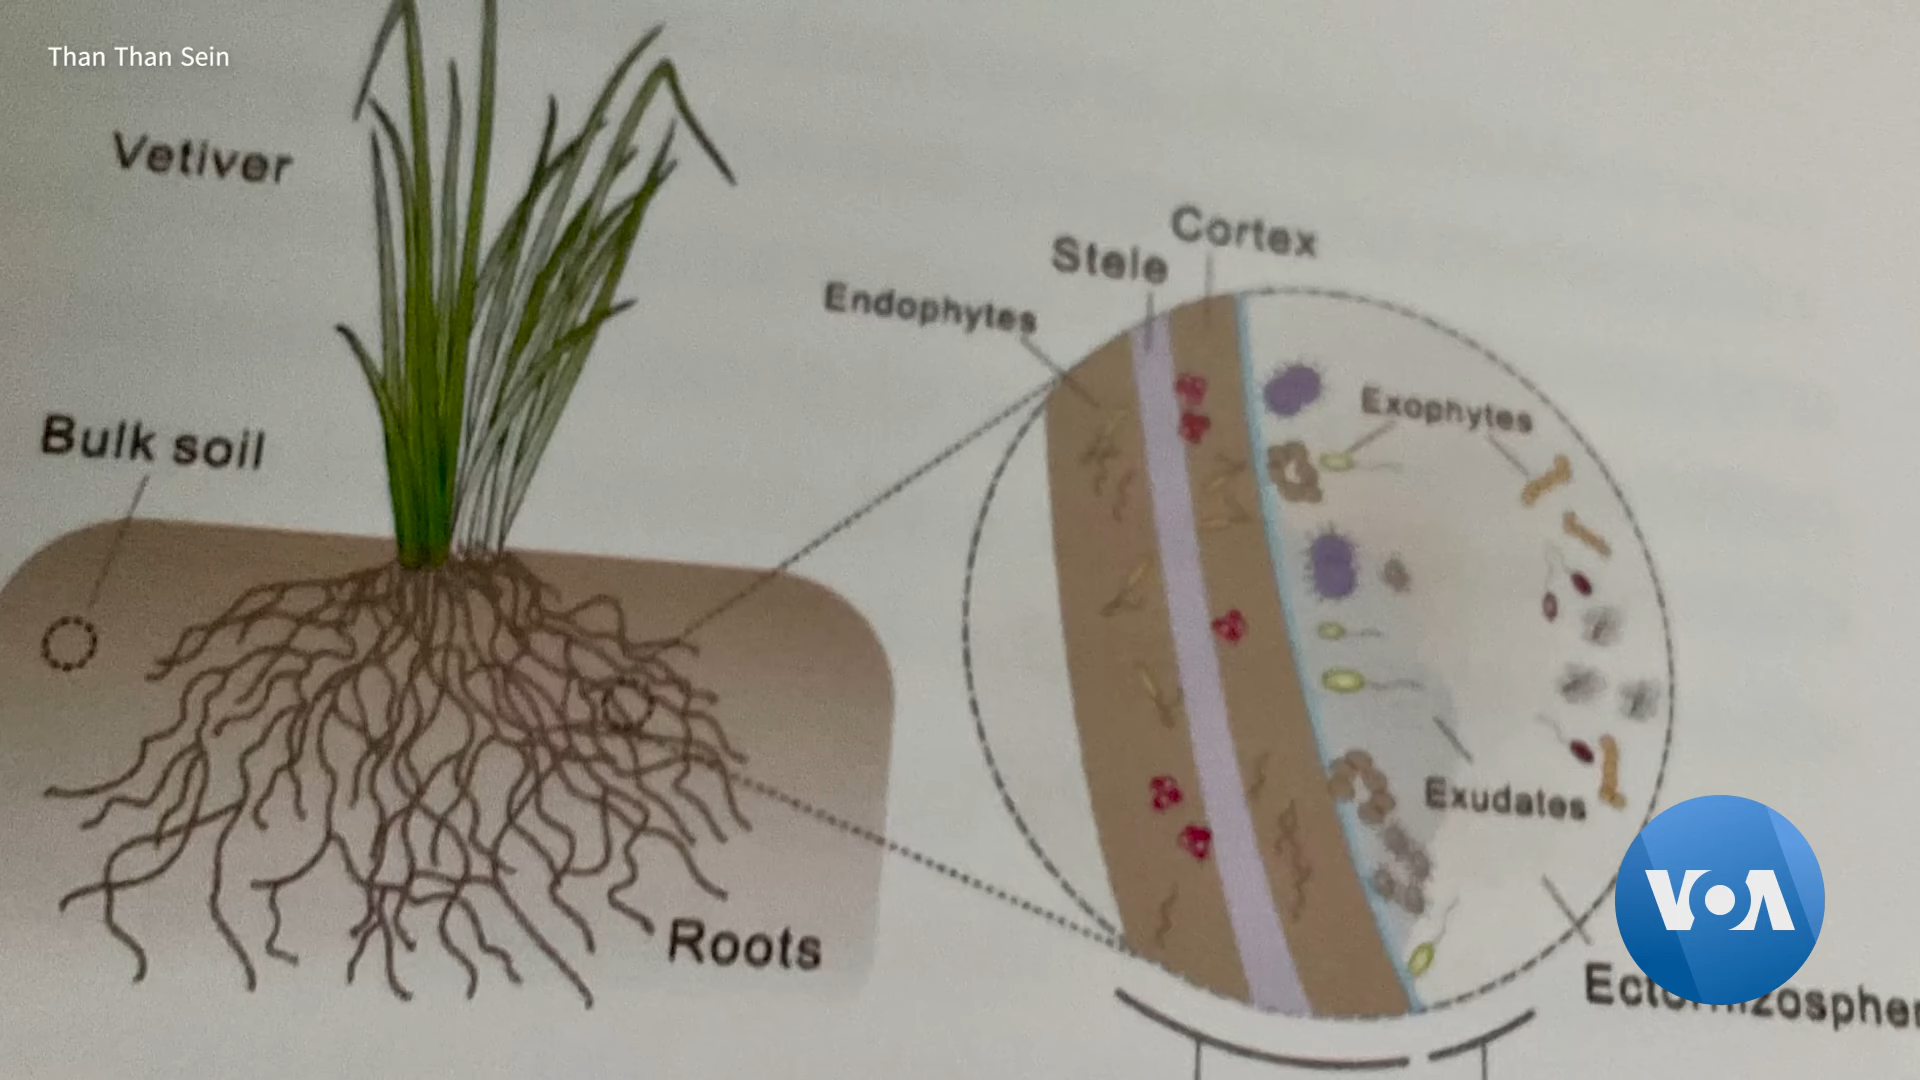 Than Than Sein
Vetiver
Cortex
Stele
Endophytes
Exophytes
Bulk soil
Exudates
Roots
VOA